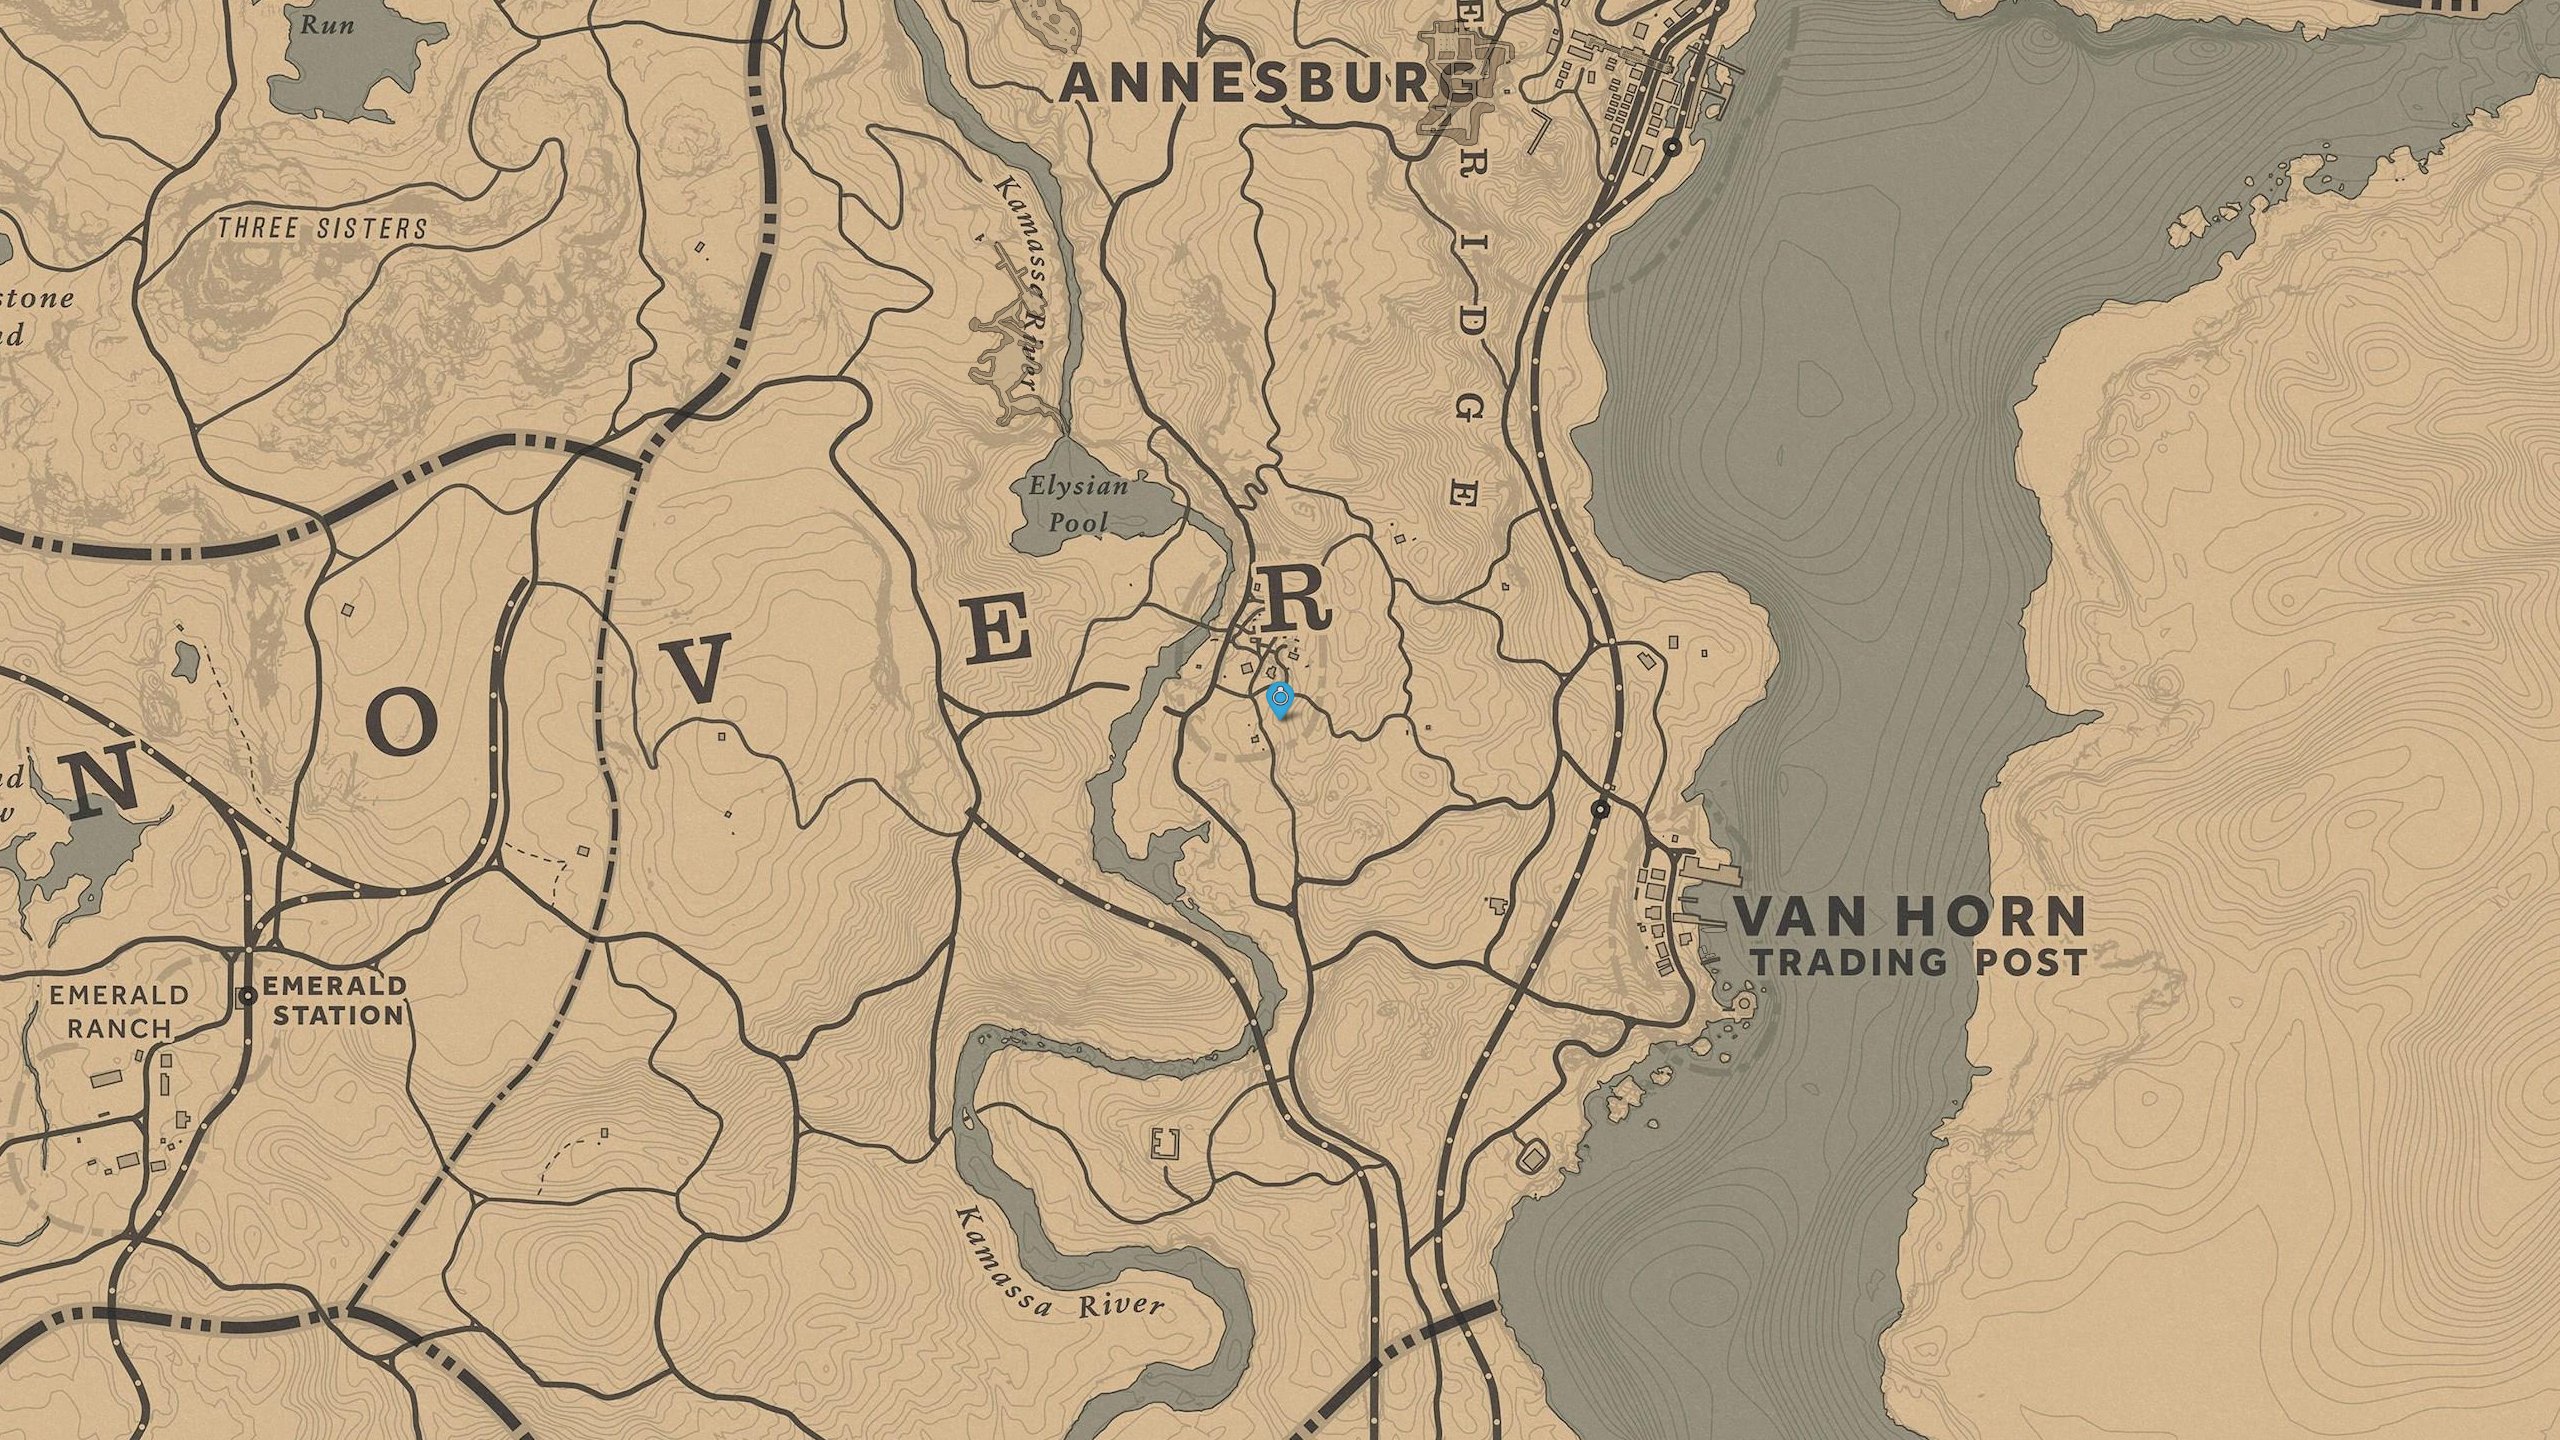 Run
ANNESBURG
E
R
I
D
G
E
Kamassa River
THREE SISTERS
stone
nd
Elysian
Pool
N O V E R
nd
w
VAN HORN
TRADING POST
EMERALD
RANCH
EMERALD
STATION
Kamassa River